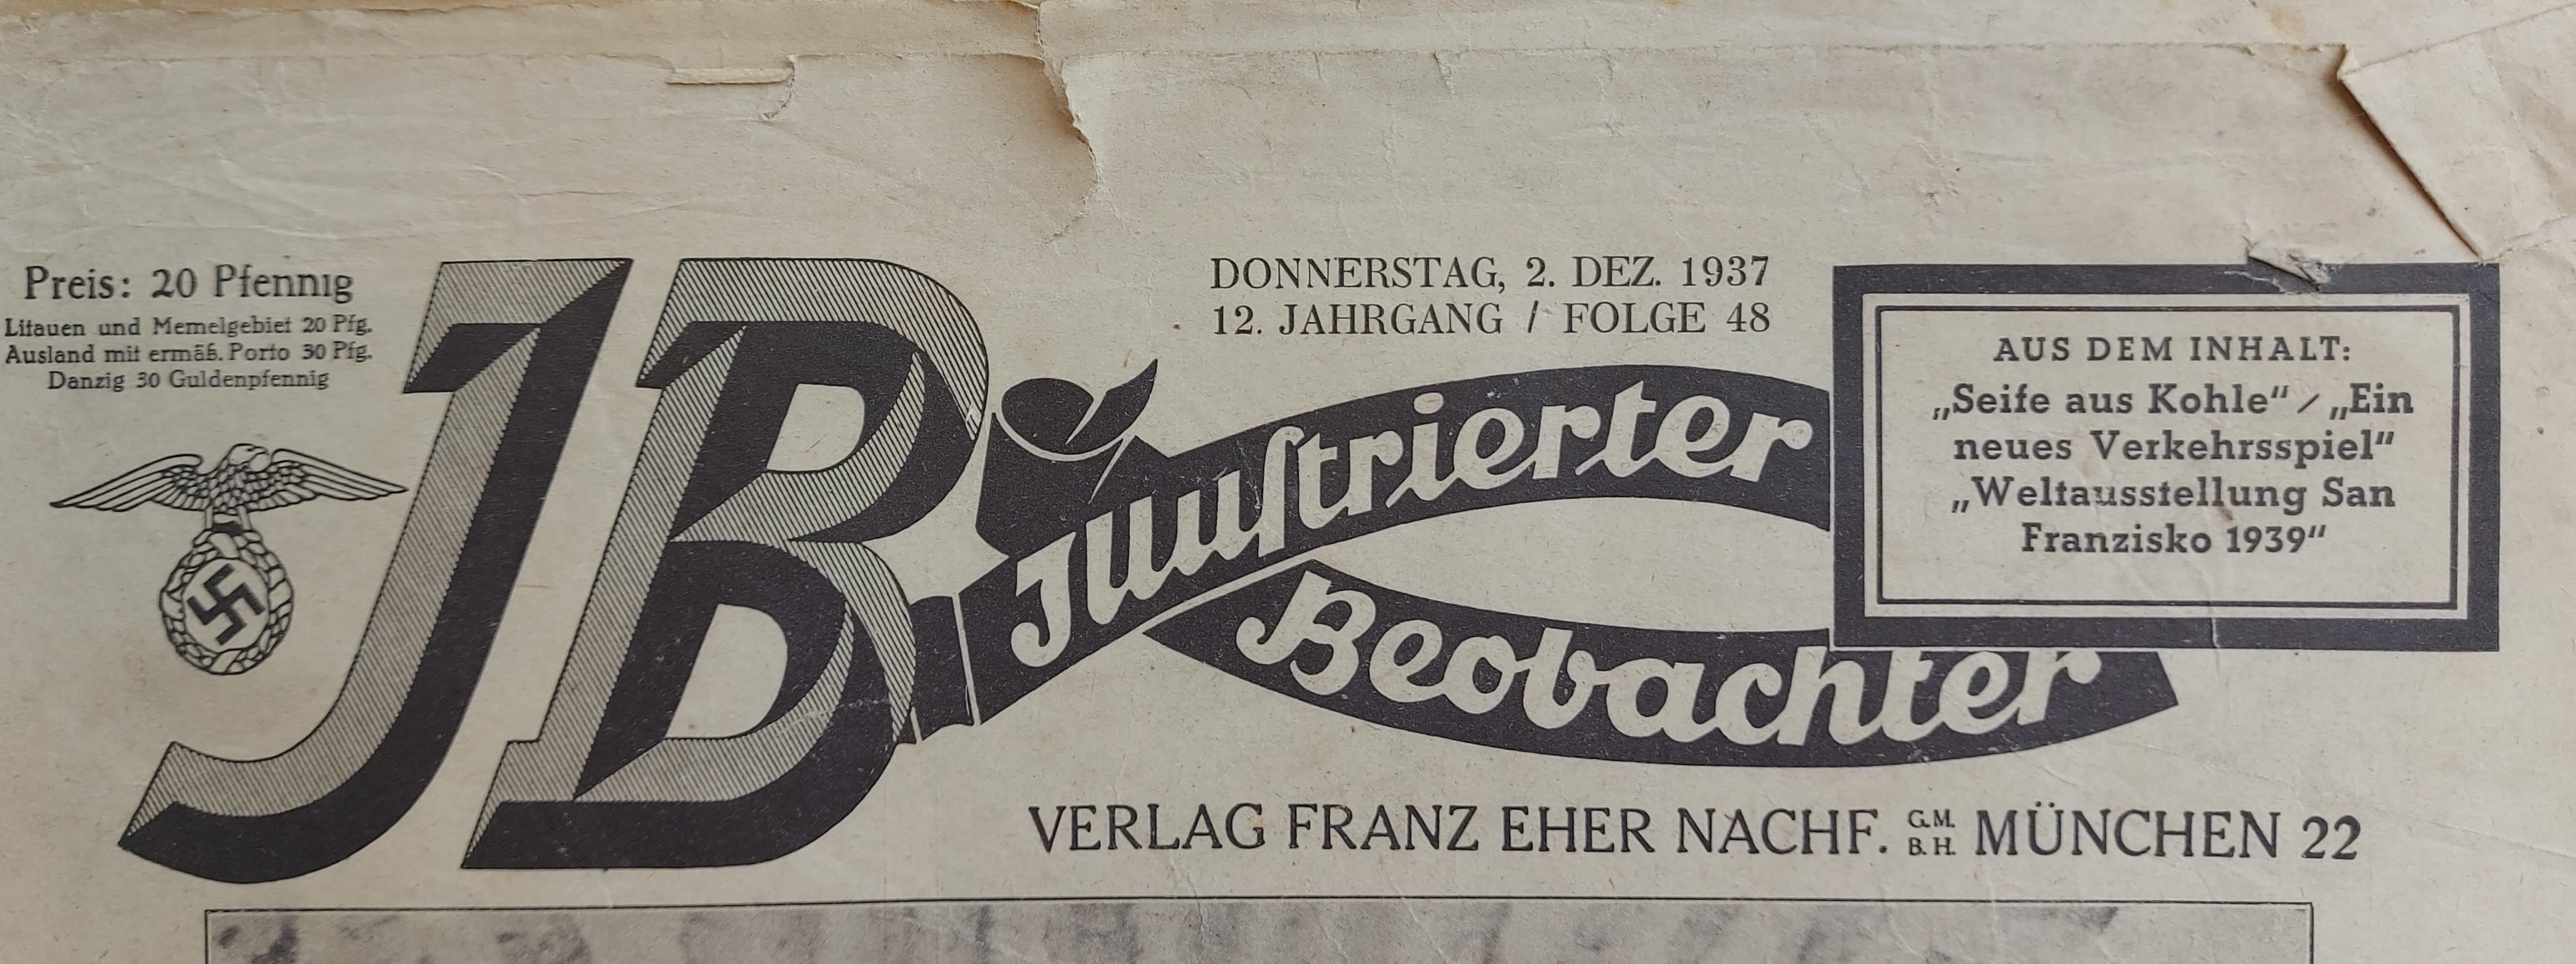 Preis: 20 Pfennig
Litauen und Memelgebiet 20 Pfg.
Ausland mit ermäß. Porto 30 Pfg.
Danzig 30 Guldenpfennig
JB
DONNERSTAG, 2. DEZ. 1937
12. JAHRGANG / FOLGE 48
Illustrierter
Beobachter
AUS DEM INHALT:
„Seife aus Kohle“ / „Ein
neues Verkehrsspiel“
„Weltausstellung San
Franzisko 1939“
VERLAG FRANZ EHER NACHF. G.M.B.H. MÜNCHEN 22